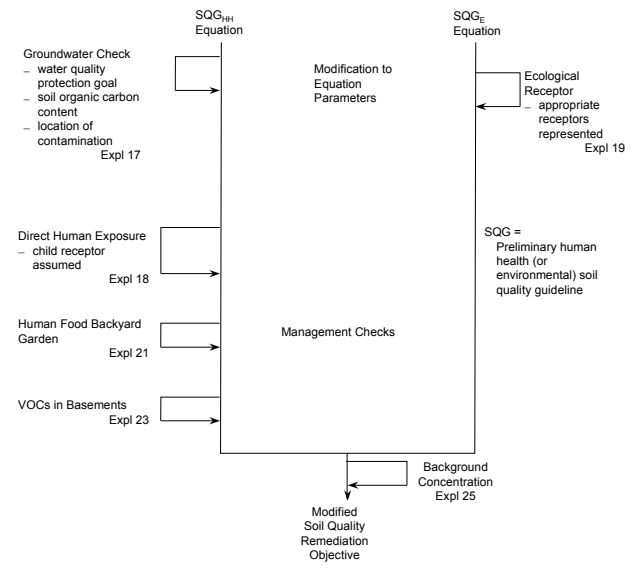 SQG_HH
Equation
SQG_E
Equation
Groundwater Check
– water quality
protection goal
– soil organic carbon
content
– location of
contamination
Expl 17
Modification to
Equation
Parameters
Ecological
Receptor
– appropriate
receptors
represented
Expl 19
Direct Human Exposure
– child receptor
assumed
Expl 18
SQG =
Preliminary human
health (or
environmental) soil
quality guideline
Human Food Backyard
Garden
Expl 21
Management Checks
VOCs in Basements
Expl 23
Background
Concentration
Expl 25
Modified
Soil Quality
Remediation
Objective